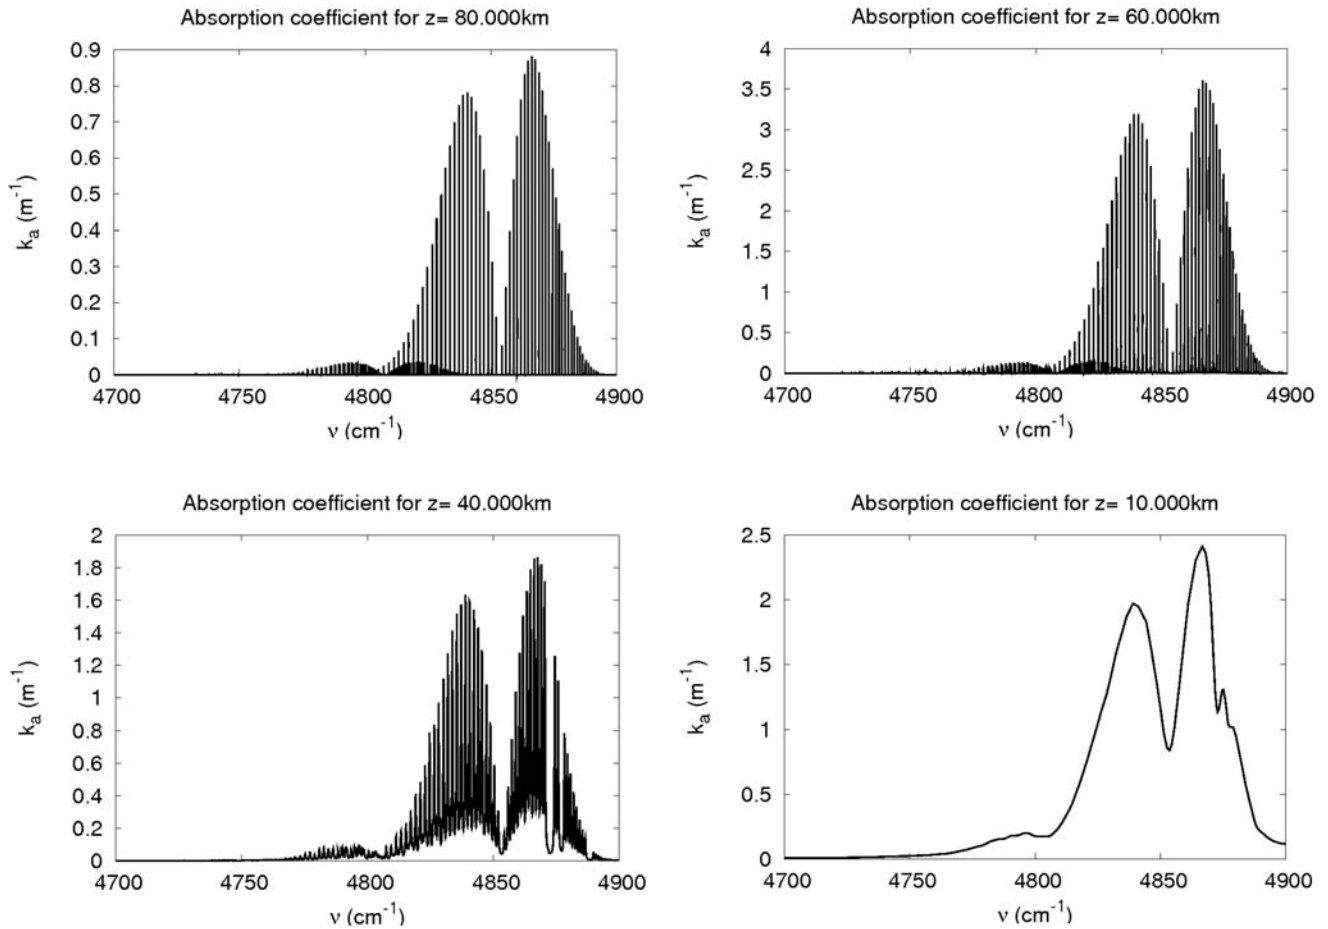 Absorption coefficient for z= 80.000km
0.9
0.8
0.7
0.6
0.5
0.4
0.3
0.2
0.1
0
kₐ (m⁻¹)
4700 4750 4800 4850 4900
ν (cm⁻¹)
Absorption coefficient for z= 60.000km
4
3.5
3
2.5
2
1.5
1
0.5
0
kₐ (m⁻¹)
4700 4750 4800 4850 4900
ν (cm⁻¹)
Absorption coefficient for z= 40.000km
2
1.8
1.6
1.4
1.2
1
0.8
0.6
0.4
0.2
0
kₐ (m⁻¹)
4700 4750 4800 4850 4900
ν (cm⁻¹)
Absorption coefficient for z= 10.000km
2.5
2
1.5
1
0.5
0
kₐ (m⁻¹)
4700 4750 4800 4850 4900
ν (cm⁻¹)